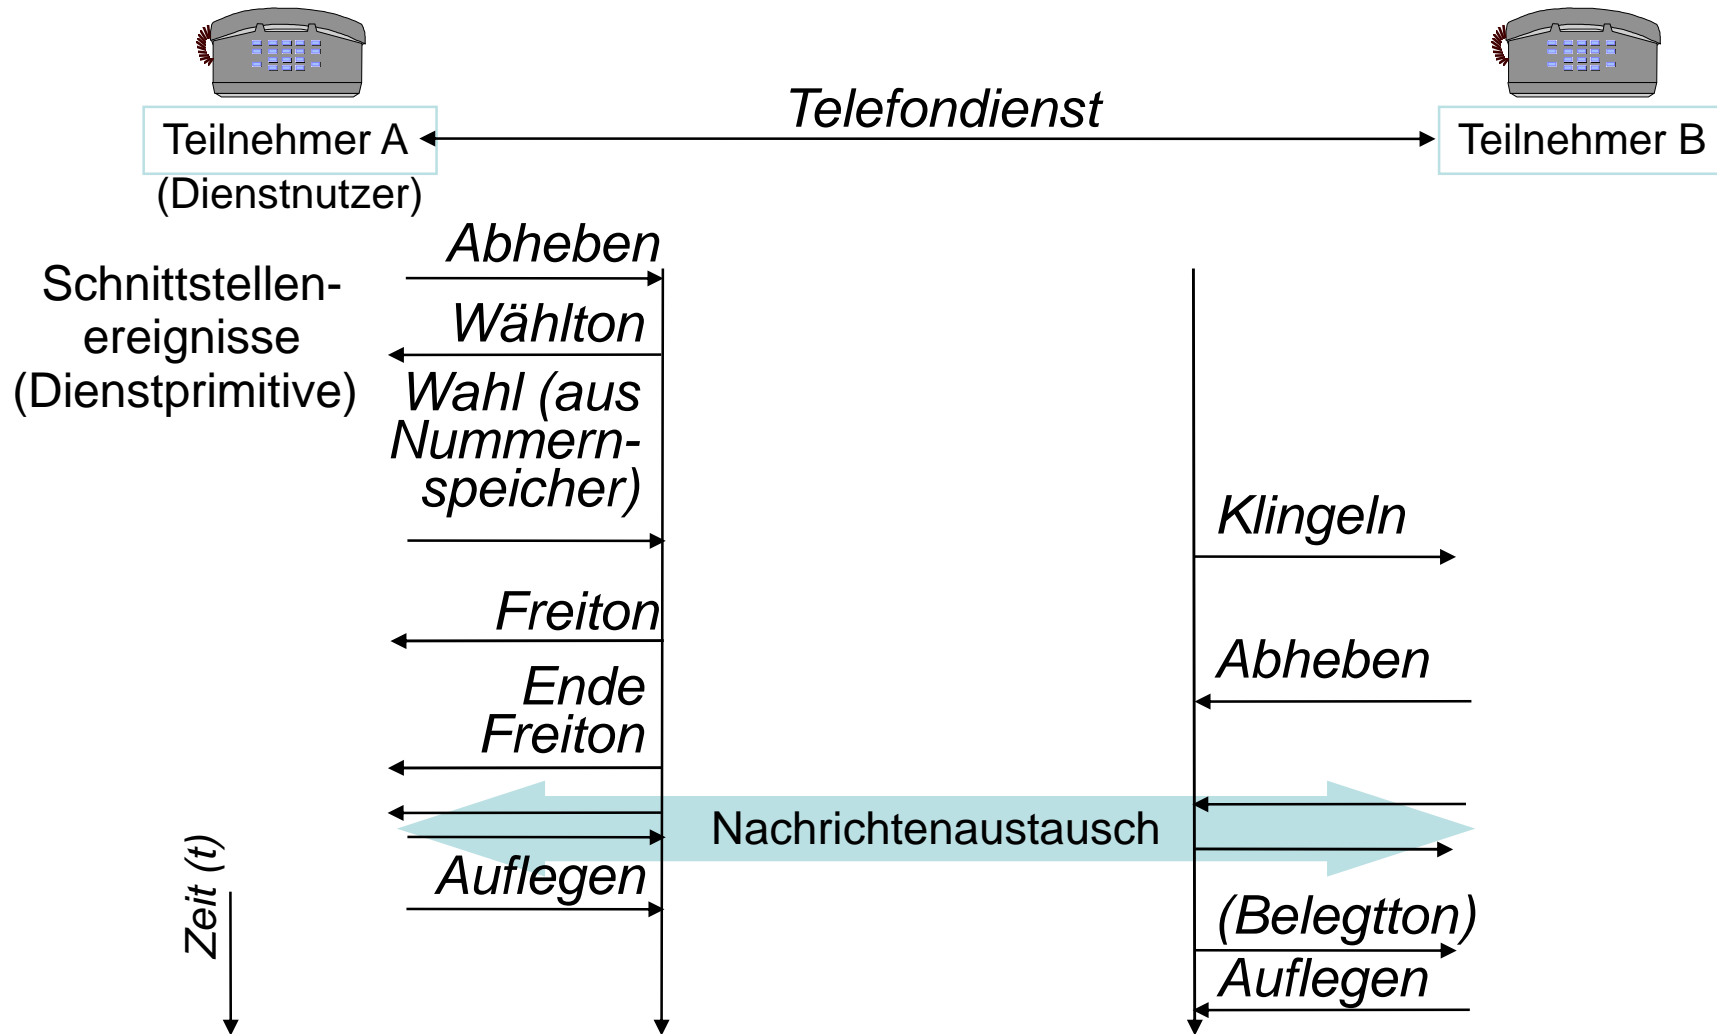 Telefondienst
Teilnehmer A
Teilnehmer B
(Dienstnutzer)
Schnittstellen-
ereignisse
(Dienstprimitive)
Abheben
Wählton
Wahl (aus
Nummern-
speicher)
Klingeln
Freiton
Abheben
Ende
Freiton
Nachrichtenaustausch
Auflegen
(Belegtton)
Auflegen
Zeit (t)